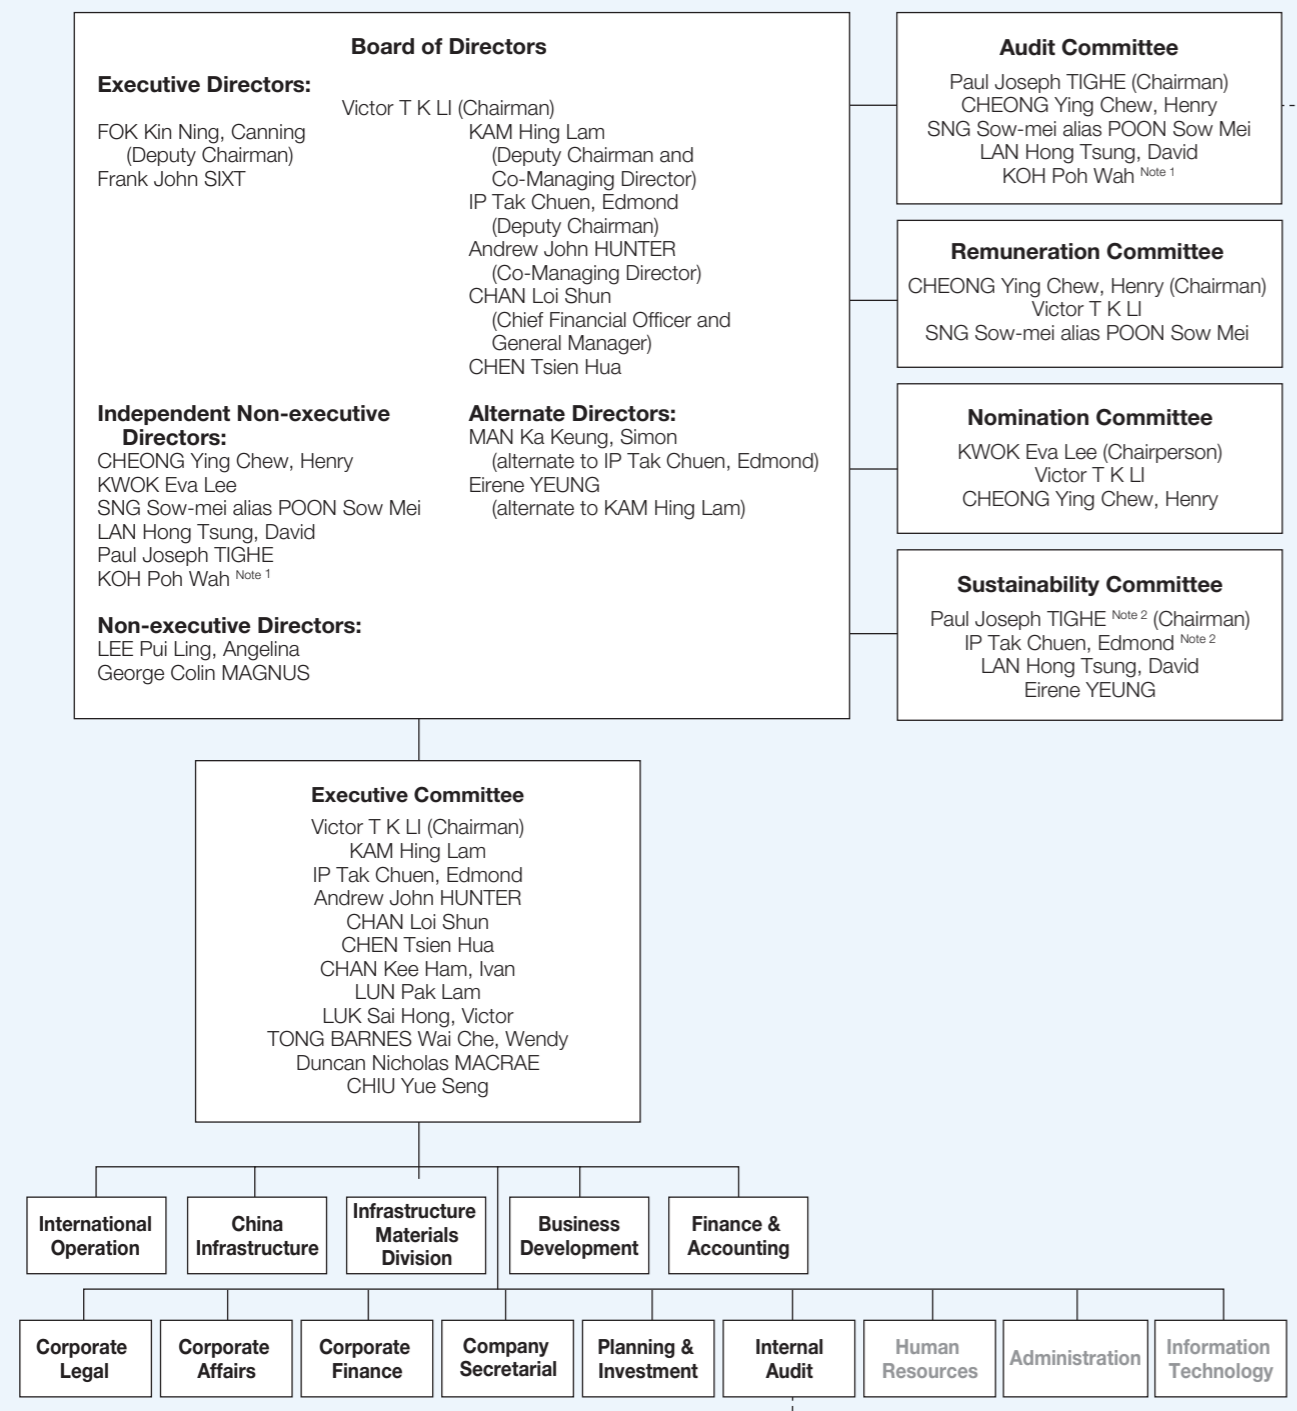 Board of Directors
Executive Directors:
Victor T K LI (Chairman)
FOK Kin Ning, Canning
(Deputy Chairman)
Frank John SIXT
KAM Hing Lam
(Deputy Chairman and
Co-Managing Director)
IP Tak Chuen, Edmond
(Deputy Chairman)
Andrew John HUNTER
(Co-Managing Director)
CHAN Loi Shun
(Chief Financial Officer and
General Manager)
CHEN Tsien Hua
Independent Non-executive
Directors:
CHEONG Ying Chew, Henry
KWOK Eva Lee
SNG Sow-mei alias POON Sow Mei
LAN Hong Tsung, David
Paul Joseph TIGHE
KOH Poh Wah Note 1
Alternate Directors:
MAN Ka Keung, Simon
(alternate to IP Tak Chuen, Edmond)
Eirene YEUNG
(alternate to KAM Hing Lam)
Non-executive Directors:
LEE Pui Ling, Angelina
George Colin MAGNUS
Audit Committee
Paul Joseph TIGHE (Chairman)
CHEONG Ying Chew, Henry
SNG Sow-mei alias POON Sow Mei
LAN Hong Tsung, David
KOH Poh Wah Note 1
Remuneration Committee
CHEONG Ying Chew, Henry (Chairman)
Victor T K LI
SNG Sow-mei alias POON Sow Mei
Nomination Committee
KWOK Eva Lee (Chairperson)
Victor T K LI
CHEONG Ying Chew, Henry
Sustainability Committee
Paul Joseph TIGHE Note 2 (Chairman)
IP Tak Chuen, Edmond Note 2
LAN Hong Tsung, David
Eirene YEUNG
Executive Committee
Victor T K LI (Chairman)
KAM Hing Lam
IP Tak Chuen, Edmond
Andrew John HUNTER
CHAN Loi Shun
CHEN Tsien Hua
CHAN Kee Ham, Ivan
LUN Pak Lam
LUK Sai Hong, Victor
TONG BARNES Wai Che, Wendy
Duncan Nicholas MACRAE
CHIU Yue Seng
International
Operation
China
Infrastructure
Infrastructure
Materials
Division
Business
Development
Finance &
Accounting
Corporate
Legal
Corporate
Affairs
Corporate
Finance
Company
Secretarial
Planning &
Investment
Internal
Audit
Human
Resources
Administration
Information
Technology